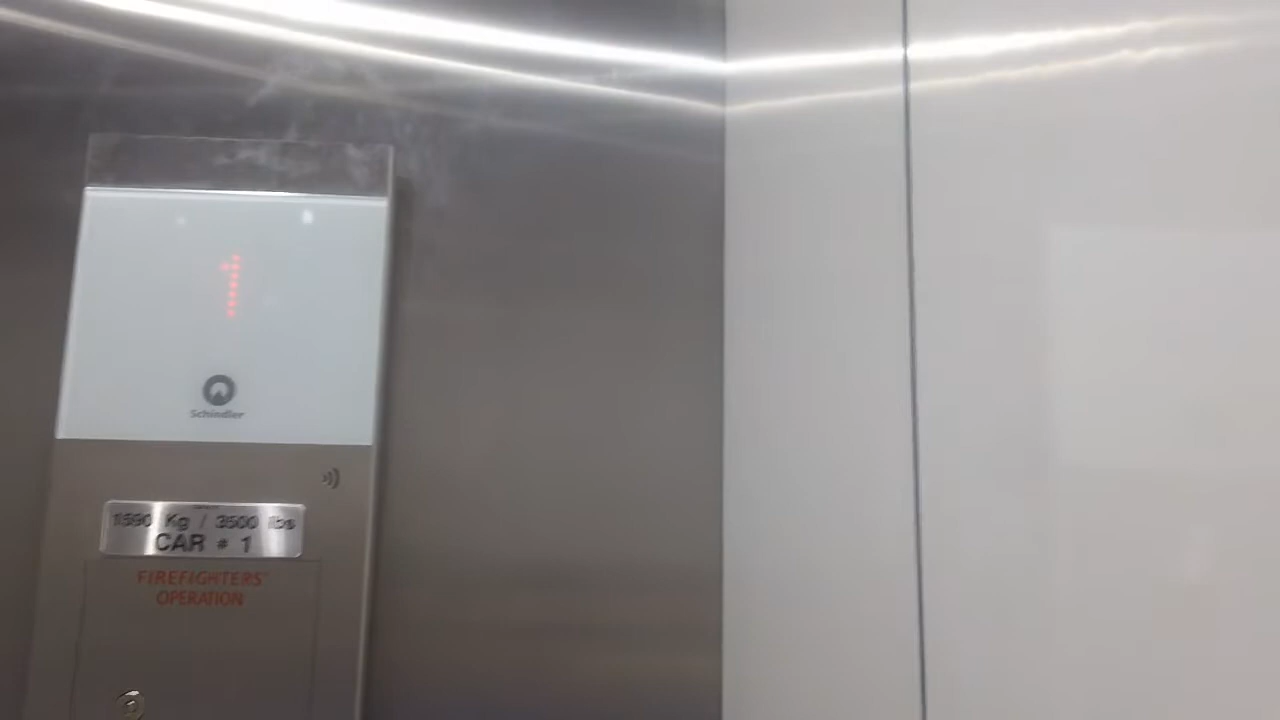 1
Schindler
1590 Kg / 3500 lbs
CAR # 1
FIREFIGHTERS'
OPERATION